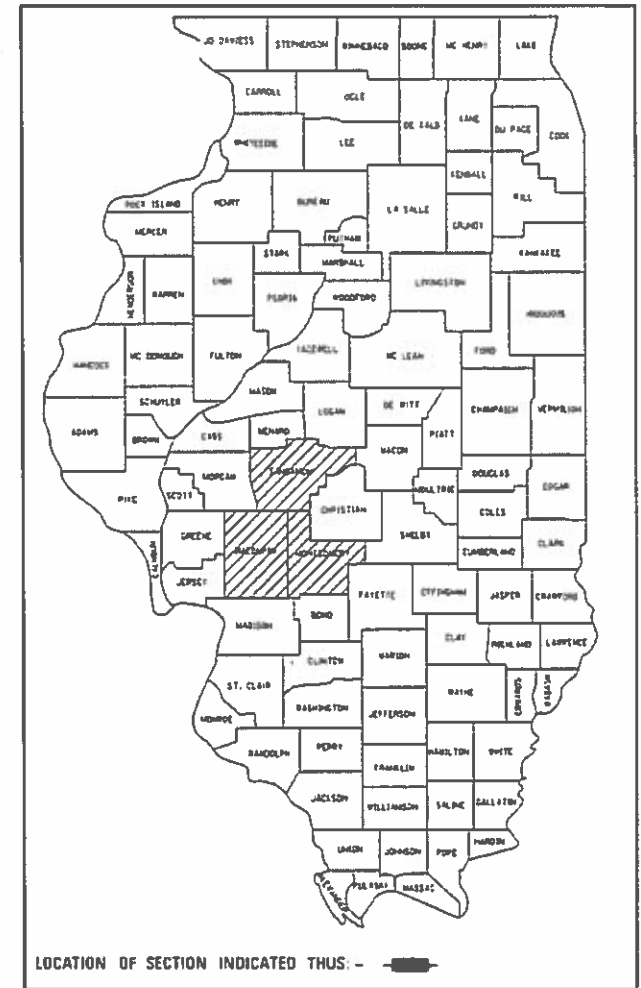 JO DAVIESS STEPHENSON WINNEBAGO BOONE MC HENRY LAKE
CARROLL OGLE
DE KALB KANE DU PAGE COOK
WHITESIDE LEE
KENDALL
ROCK ISLAND HENRY BUREAU LA SALLE GRUNDY WILL
MERCER PUTNAM
STARK MARSHALL KANKAKEE
HENDERSON WARREN KNOX PEORIA WOODFORD LIVINGSTON IROQUOIS
HANCOCK MC DONOUGH FULTON TAZEWELL MC LEAN FORD
SCHUYLER MASON
LOGAN DE WITT CHAMPAIGN VERMILION
ADAMS BROWN CASS MENARD
PIATT
MACON
SANGAMON DOUGLAS
PIKE SCOTT MORGAN MOULTRIE EDGAR
CHRISTIAN COLES
GREENE SHELBY
CALHOUN MACOUPIN MONTGOMERY CUMBERLAND CLARK
JERSEY
FAYETTE EFFINGHAM JASPER CRAWFORD
MADISON BOND
CLAY RICHLAND LAWRENCE
MARION
CLINTON
ST. CLAIR WAYNE EDWARDS WABASH
WASHINGTON JEFFERSON
MONROE
RANDOLPH PERRY HAMILTON WHITE
FRANKLIN
JACKSON WILLIAMSON SALINE GALLATIN
UNION JOHNSON POPE HARDIN
ALEXANDER PULASKI MASSAC
LOCATION OF SECTION INDICATED THUS: -